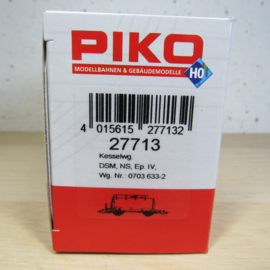 PIKO
MODELLBAHNEN & GEBÄUDEMODELLE
H0
4 015615 277132
27713
Kesselwg.
DSM, NS, Ep. IV,
Wg. Nr.: 0703 633-2